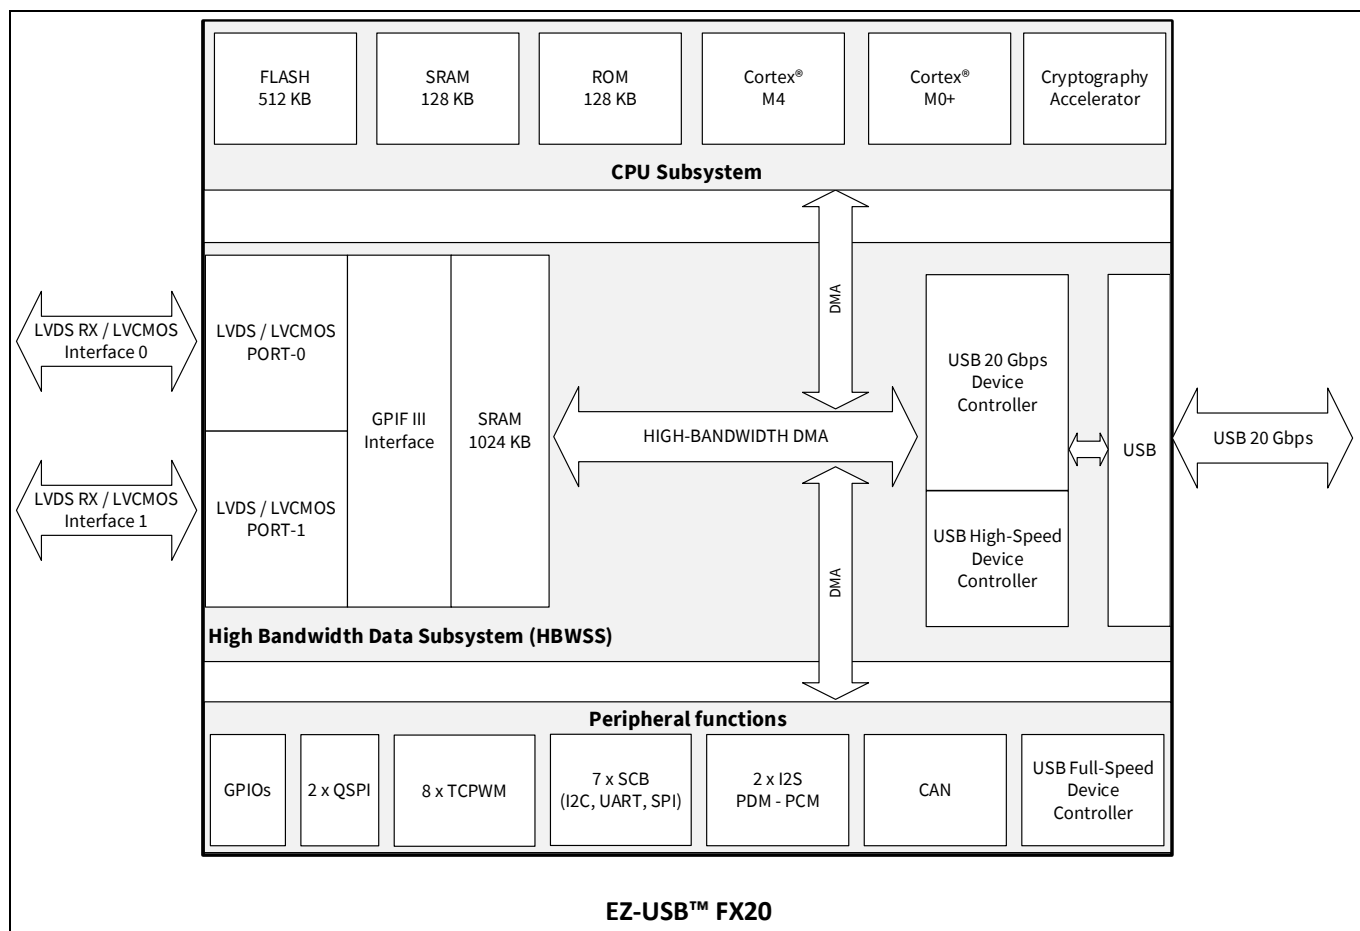 FLASH
512 KB
SRAM
128 KB
ROM
128 KB
Cortex®
M4
Cortex®
M0+
Cryptography
Accelerator
CPU Subsystem
LVDS RX / LVCMOS
Interface 0
LVDS RX / LVCMOS
Interface 1
LVDS / LVCMOS
PORT-0
LVDS / LVCMOS
PORT-1
GPIF III
Interface
SRAM
1024 KB
HIGH-BANDWIDTH DMA
DMA
DMA
USB 20 Gbps
Device
Controller
USB High-Speed
Device
Controller
USB
USB 20 Gbps
High Bandwidth Data Subsystem (HBWSS)
Peripheral functions
GPIOs
2 x QSPI
8 x TCPWM
7 x SCB
(I2C, UART, SPI)
2 x I2S
PDM - PCM
CAN
USB Full-Speed
Device
Controller
EZ-USB™ FX20